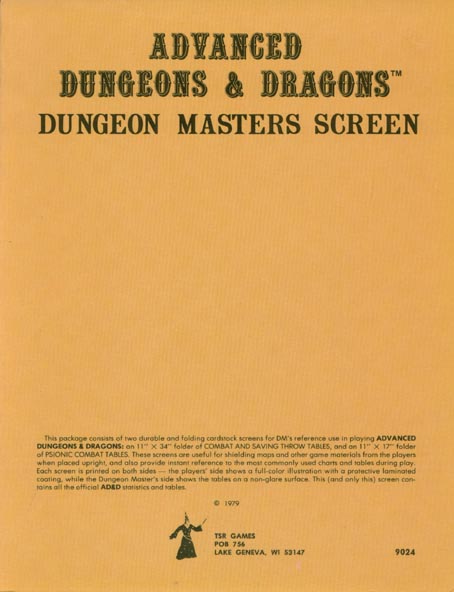 ADVANCED
DUNGEONS & DRAGONS™
DUNGEON MASTERS SCREEN
This package consists of two durable and folding cardstock screens for DM's reference use in playing ADVANCED
DUNGEONS & DRAGONS: an 11" X 34" folder of COMBAT AND SAVING THROW TABLES, and an 11" X 17" folder
of PSIONIC COMBAT TABLES. These screens are useful for shielding maps and other game materials from the players
when placed upright, and also provide instant reference to the most commonly used charts and tables during play.
Each screen is printed on both sides — the players' side shows a full-color illustration with a protective laminated
coating, while the Dungeon Master's side shows the tables on a non-glare surface. This (and only this) screen con-
tains all the official AD&D statistics and tables.
© 1979
TSR GAMES
POB 756
LAKE GENEVA, WI 53147
9024